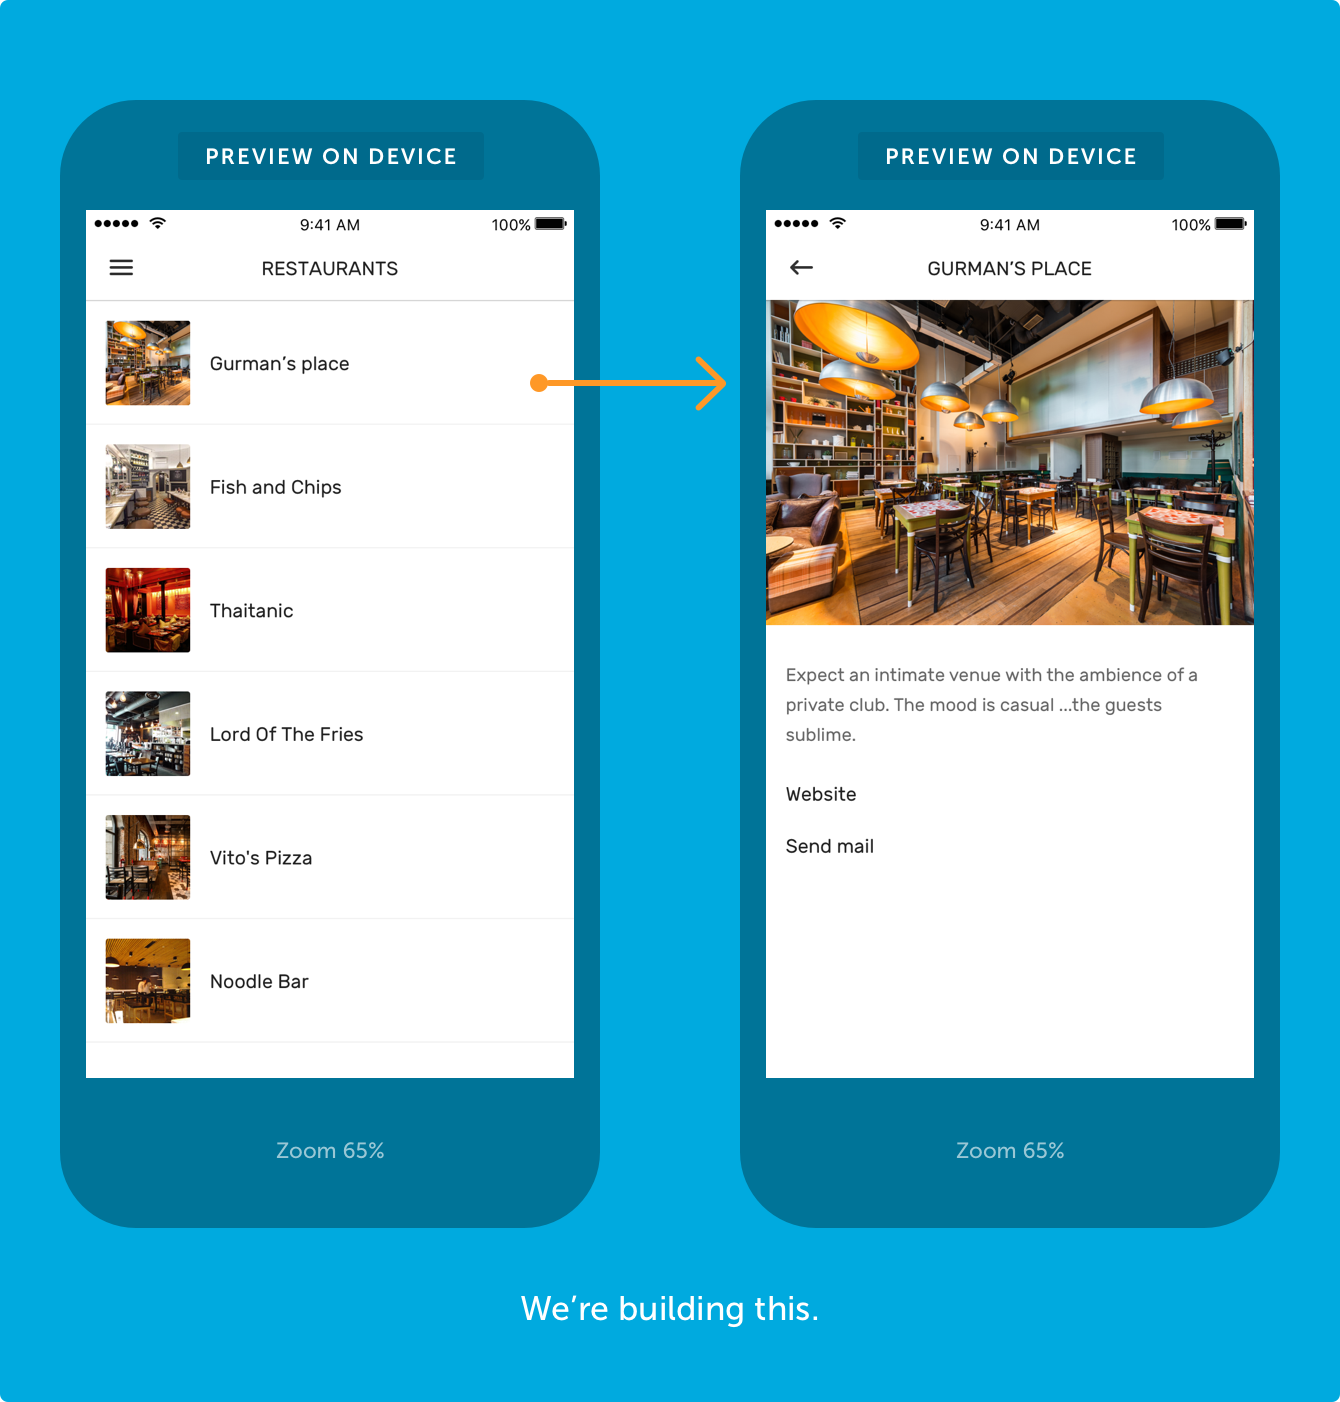 PREVIEW ON DEVICE
9:41 AM
100%
RESTAURANTS
Gurman’s place
Fish and Chips
Thaitanic
Lord Of The Fries
Vito's Pizza
Noodle Bar
Zoom 65%
PREVIEW ON DEVICE
9:41 AM
100%
GURMAN’S PLACE
Expect an intimate venue with the ambience of a
private club. The mood is casual ...the guests
sublime.
Website
Send mail
Zoom 65%
We’re building this.